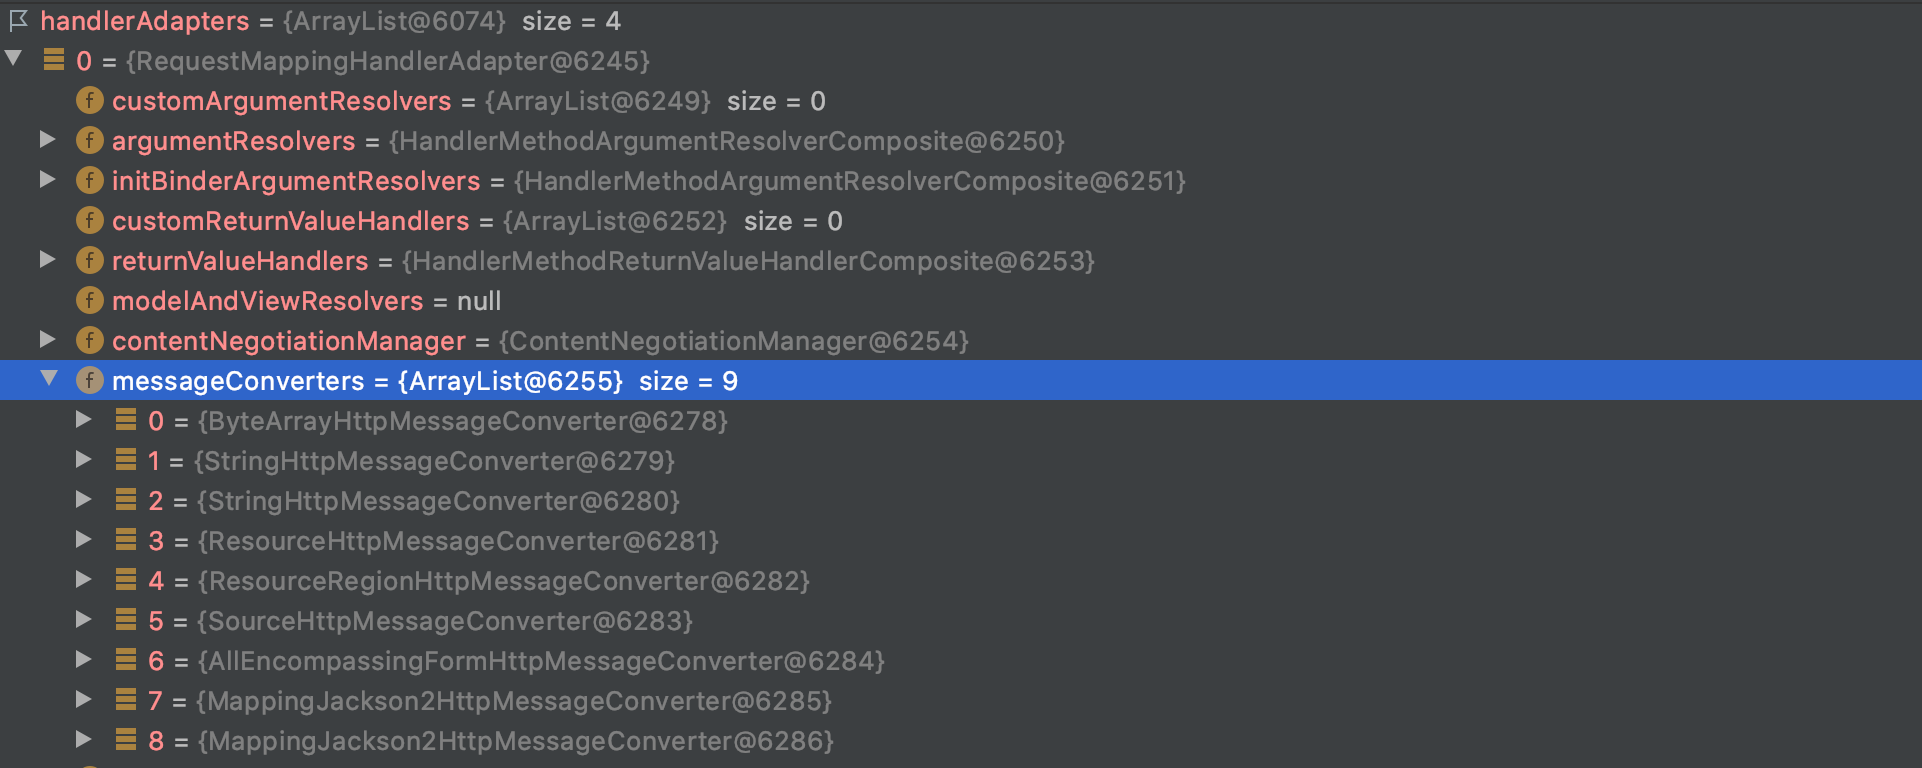 handlerAdapters = {ArrayList@6074} size = 4
0 = {RequestMappingHandlerAdapter@6245}
f customArgumentResolvers = {ArrayList@6249} size = 0
f argumentResolvers = {HandlerMethodArgumentResolverComposite@6250}
f initBinderArgumentResolvers = {HandlerMethodArgumentResolverComposite@6251}
f customReturnValueHandlers = {ArrayList@6252} size = 0
f returnValueHandlers = {HandlerMethodReturnValueHandlerComposite@6253}
f modelAndViewResolvers = null
f contentNegotiationManager = {ContentNegotiationManager@6254}
f messageConverters = {ArrayList@6255} size = 9
0 = {ByteArrayHttpMessageConverter@6278}
1 = {StringHttpMessageConverter@6279}
2 = {StringHttpMessageConverter@6280}
3 = {ResourceHttpMessageConverter@6281}
4 = {ResourceRegionHttpMessageConverter@6282}
5 = {SourceHttpMessageConverter@6283}
6 = {AllEncompassingFormHttpMessageConverter@6284}
7 = {MappingJackson2HttpMessageConverter@6285}
8 = {MappingJackson2HttpMessageConverter@6286}